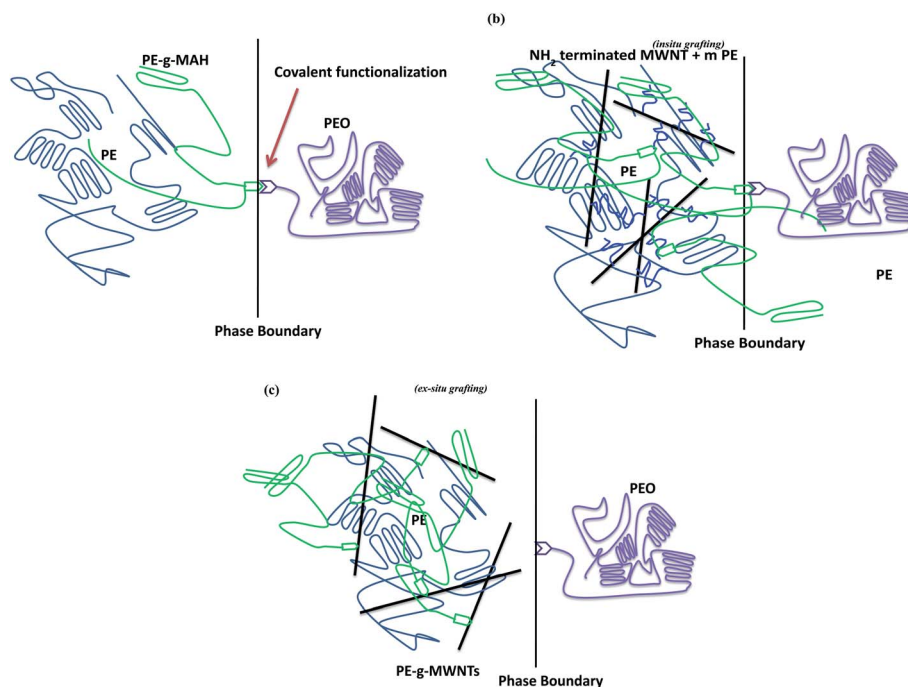 PE-g-MAH
Covalent functionalization
PEO
PE
Phase Boundary
(b)
(insitu grafting)
NH2 terminated MWNT + m PE
PEO
PE
PE
Phase Boundary
(c)
(ex-situ grafting)
PEO
PE
PE-g-MWNTs
Phase Boundary